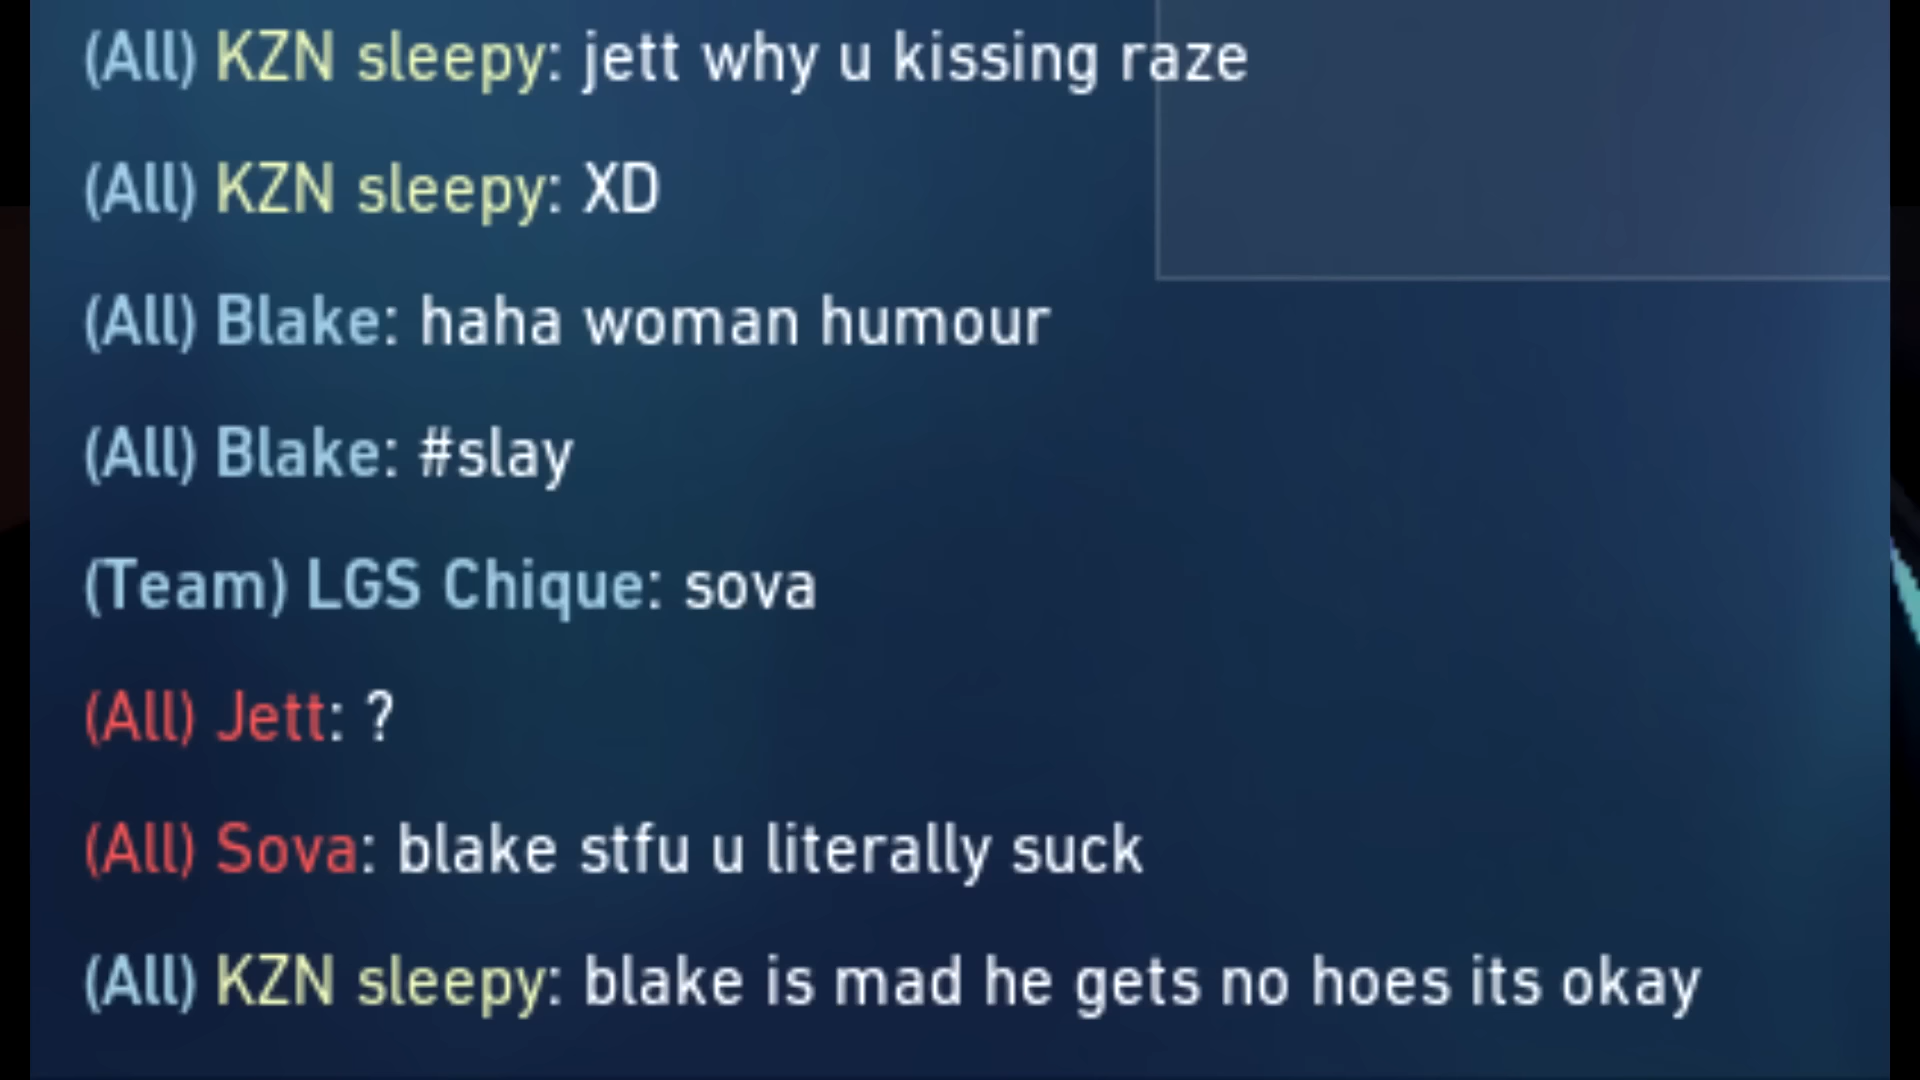 (All) KZN sleepy: jett why u kissing raze
(All) KZN sleepy: XD
(All) Blake: haha woman humour
(All) Blake: #slay
(Team) LGS Chique: sova
(All) Jett: ?
(All) Sova: blake stfu u literally suck
(All) KZN sleepy: blake is mad he gets no hoes its okay